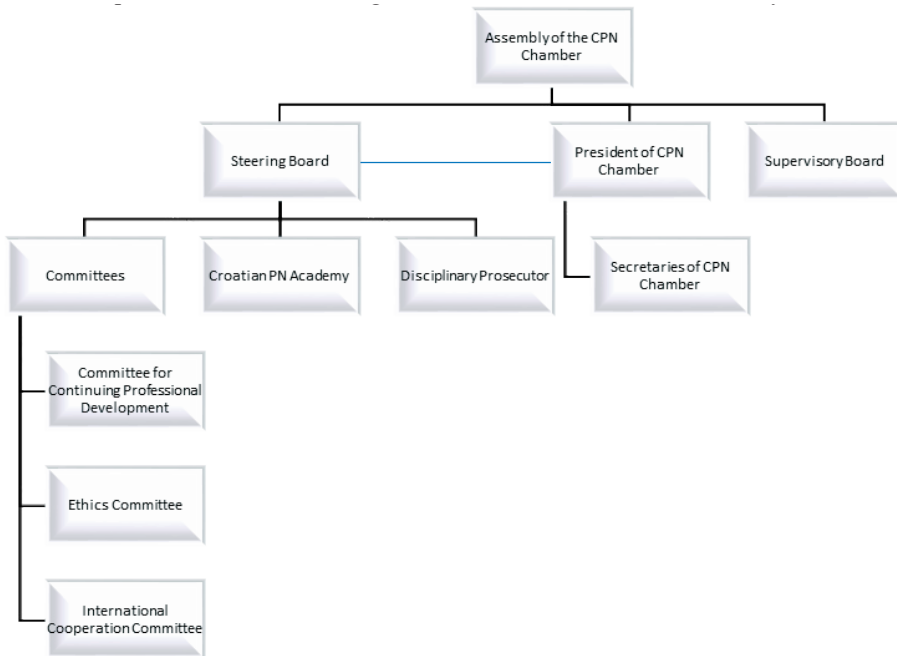 Assembly of the CPN
Chamber
Steering Board
President of CPN
Chamber
Supervisory Board
Committees
Croatian PN Academy
Disciplinary Prosecutor
Secretaries of CPN
Chamber
Committee for
Continuing Professional
Development
Ethics Committee
International
Cooperation Committee